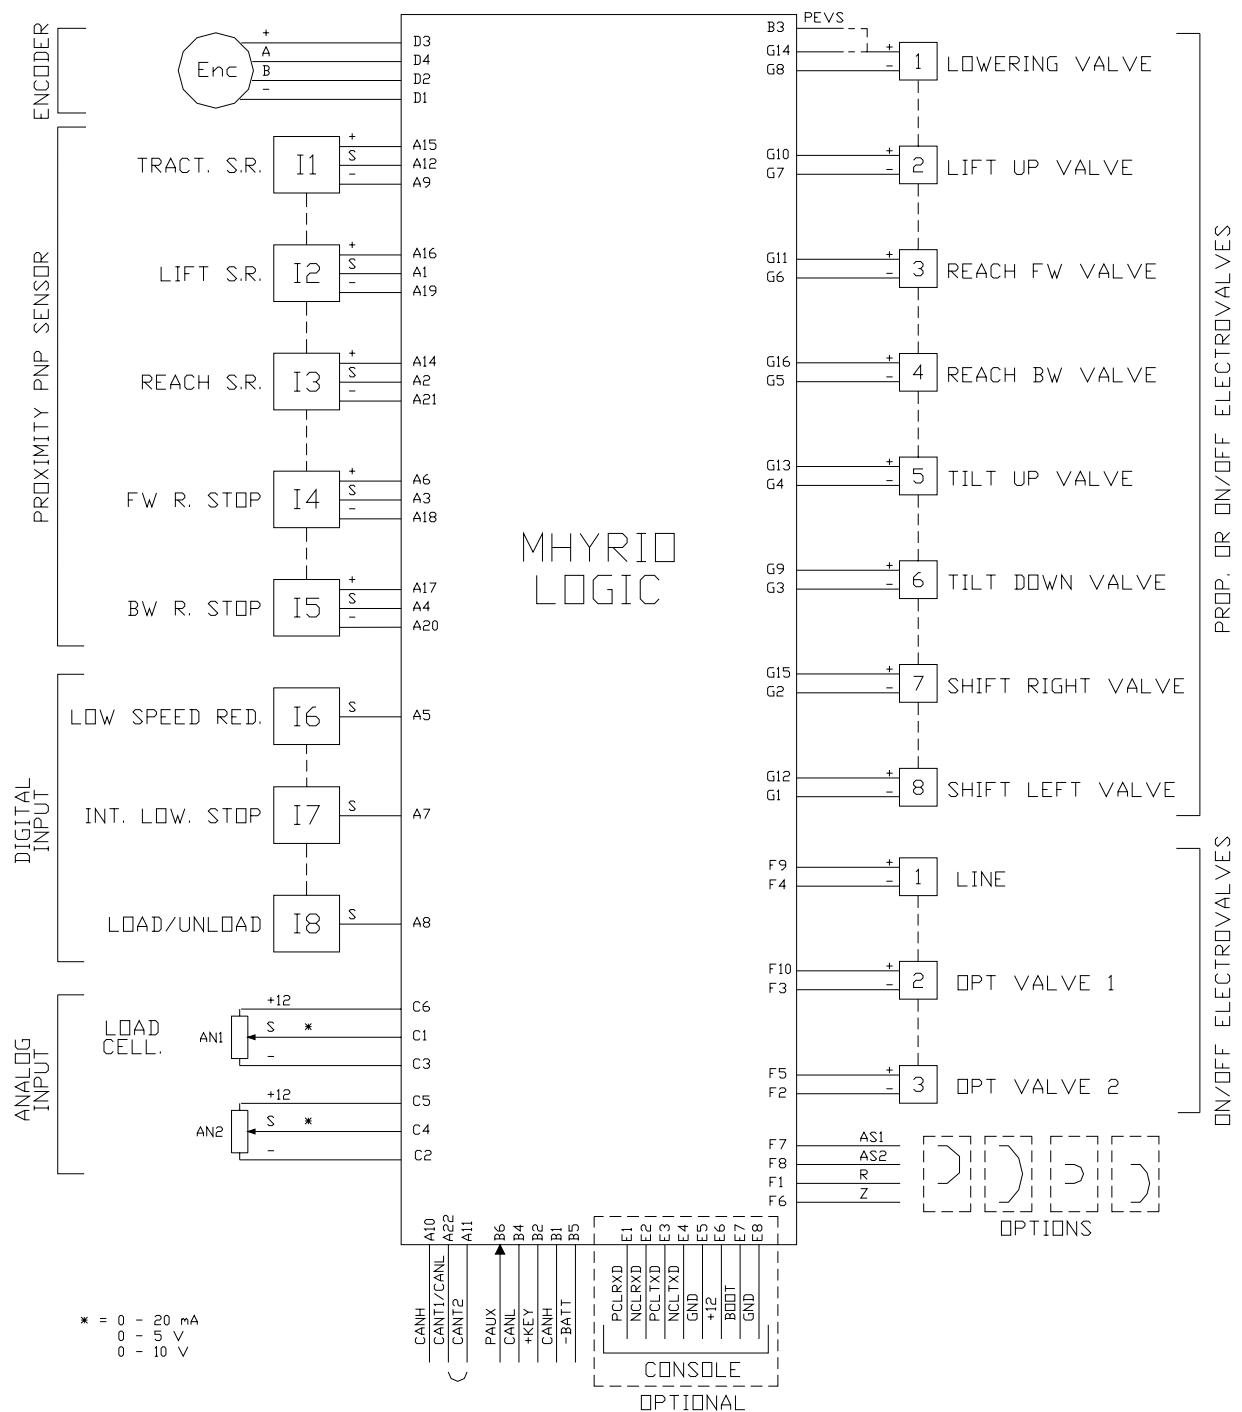 ENCODER
Enc
+
A
B
-
D3
D4
D2
D1
PROXIMITY PNP SENSOR
TRACT. S.R.
I1
+
S
-
A15
A12
A9
LIFT S.R.
I2
+
S
-
A16
A1
A19
REACH S.R.
I3
+
S
-
A14
A2
A21
FW R. STOP
I4
+
S
-
A6
A3
A18
BW R. STOP
I5
+
S
-
A17
A4
A20
DIGITAL
INPUT
LOW SPEED RED.
I6
S
A5
INT. LOW. STOP
I7
S
A7
LOAD/UNLOAD
I8
S
A8
ANALOG
INPUT
LOAD
CELL.
AN1
+12
S *
-
C6
C1
C3
AN2
+12
S *
-
C5
C4
C2
MHYRIO
LOGIC
PEVS
B3
G14
G8
+
-
1
LOWERING VALVE
G10
G7
+
-
2
LIFT UP VALVE
G11
G6
+
-
3
REACH FW VALVE
G16
G5
+
-
4
REACH BW VALVE
G13
G4
+
-
5
TILT UP VALVE
G9
G3
+
-
6
TILT DOWN VALVE
G15
G2
+
-
7
SHIFT RIGHT VALVE
G12
G1
+
-
8
SHIFT LEFT VALVE
PROP. OR ON/OFF ELECTROVALVES
F9
F4
+
-
1
LINE
F10
F3
+
-
2
OPT VALVE 1
F5
F2
+
-
3
OPT VALVE 2
ON/OFF ELECTROVALVES
F7 AS1
F8 AS2
F1 R
F6 Z
OPTIONS
A10
A22
A11
B6
B4
B2
B1
B5
E1
E2
E3
E4
E5
E6
E7
E8
CANH
CANT1/CANL
CANT2
PAUX
CANL
+KEY
CANH
-BATT
PCLRXD
NCLRXD
PCLTXD
NCLTXD
GND
+12
BOOT
GND
CONSOLE
OPTIONAL
* = 0 - 20 mA
0 - 5 V
0 - 10 V